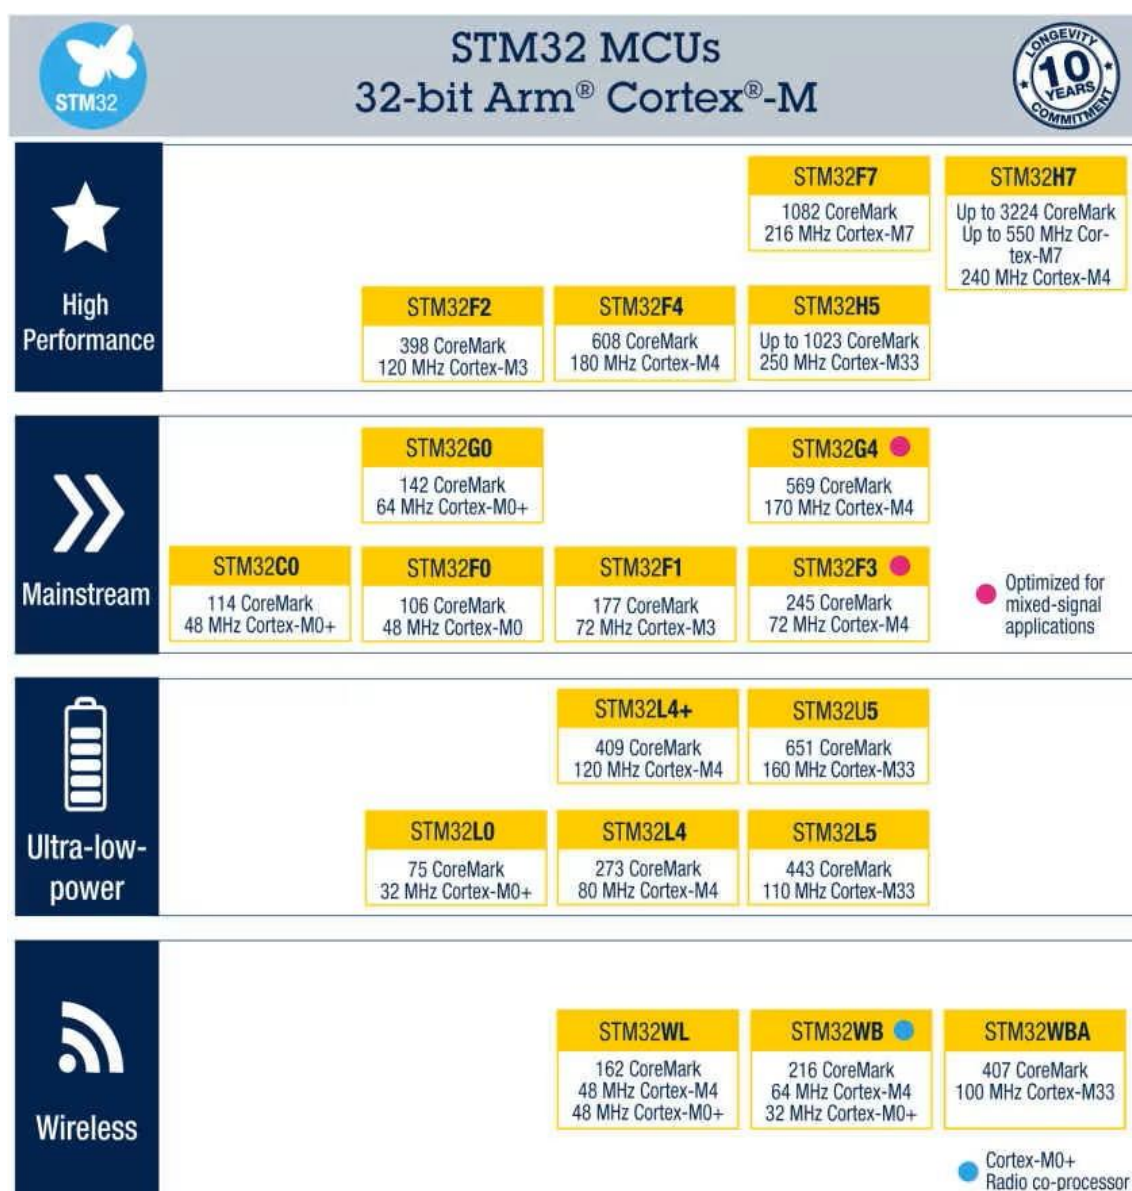 STM32
STM32 MCUs
32-bit Arm® Cortex®-M
LONGEVITY
10
YEARS
COMMITMENT
High
Performance
STM32F7
1082 CoreMark
216 MHz Cortex-M7
STM32H7
Up to 3224 CoreMark
Up to 550 MHz Cor-
tex-M7
240 MHz Cortex-M4
STM32F2
398 CoreMark
120 MHz Cortex-M3
STM32F4
608 CoreMark
180 MHz Cortex-M4
STM32H5
Up to 1023 CoreMark
250 MHz Cortex-M33
Mainstream
STM32G0
142 CoreMark
64 MHz Cortex-M0+
STM32G4
569 CoreMark
170 MHz Cortex-M4
STM32C0
114 CoreMark
48 MHz Cortex-M0+
STM32F0
106 CoreMark
48 MHz Cortex-M0
STM32F1
177 CoreMark
72 MHz Cortex-M3
STM32F3
245 CoreMark
72 MHz Cortex-M4
Optimized for
mixed-signal
applications
Ultra-low-
power
STM32L4+
409 CoreMark
120 MHz Cortex-M4
STM32U5
651 CoreMark
160 MHz Cortex-M33
STM32L0
75 CoreMark
32 MHz Cortex-M0+
STM32L4
273 CoreMark
80 MHz Cortex-M4
STM32L5
443 CoreMark
110 MHz Cortex-M33
Wireless
STM32WL
162 CoreMark
48 MHz Cortex-M4
48 MHz Cortex-M0+
STM32WB
216 CoreMark
64 MHz Cortex-M4
32 MHz Cortex-M0+
STM32WBA
407 CoreMark
100 MHz Cortex-M33
Cortex-M0+
Radio co-processor